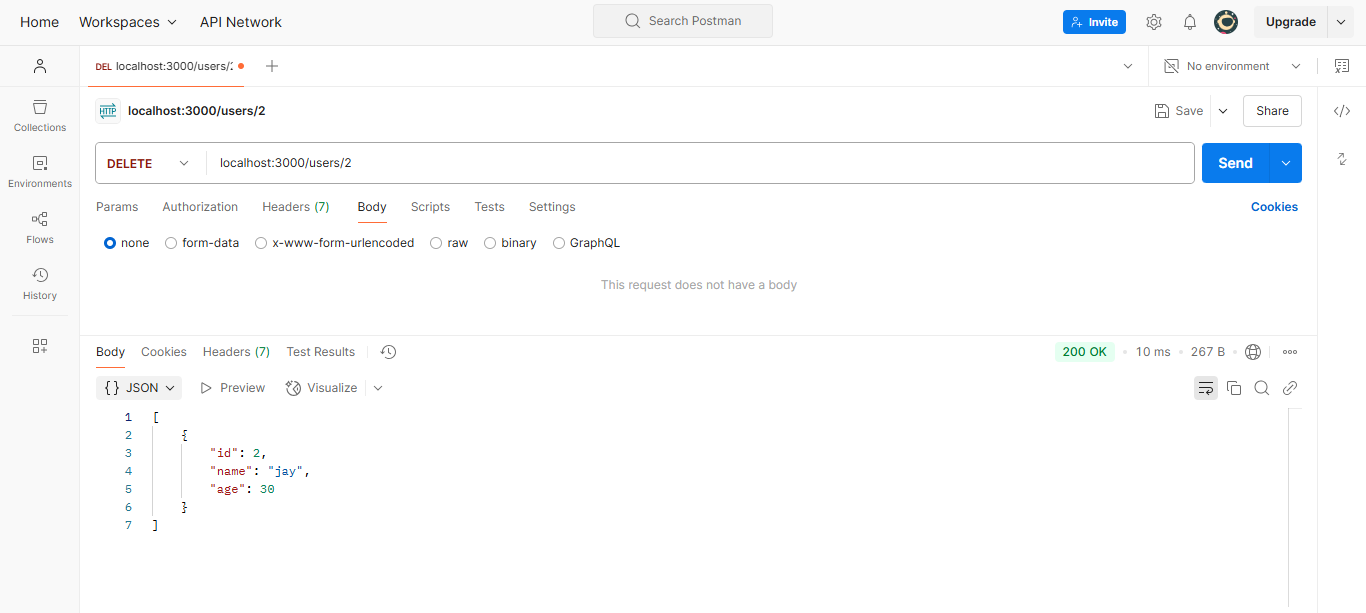 Home Workspaces API Network Search Postman Invite Upgrade
DEL localhost:3000/users/2 No environment
HTTP localhost:3000/users/2 Save Share
Collections
DELETE localhost:3000/users/2 Send
Environments
Params Authorization Headers (7) Body Scripts Tests Settings Cookies
Flows
none form-data x-www-form-urlencoded raw binary GraphQL
History
This request does not have a body
Body Cookies Headers (7) Test Results 200 OK • 10 ms • 267 B •
{} JSON Preview Visualize
1 [
2 {
3 "id": 2,
4 "name": "jay",
5 "age": 30
6 }
7 ]